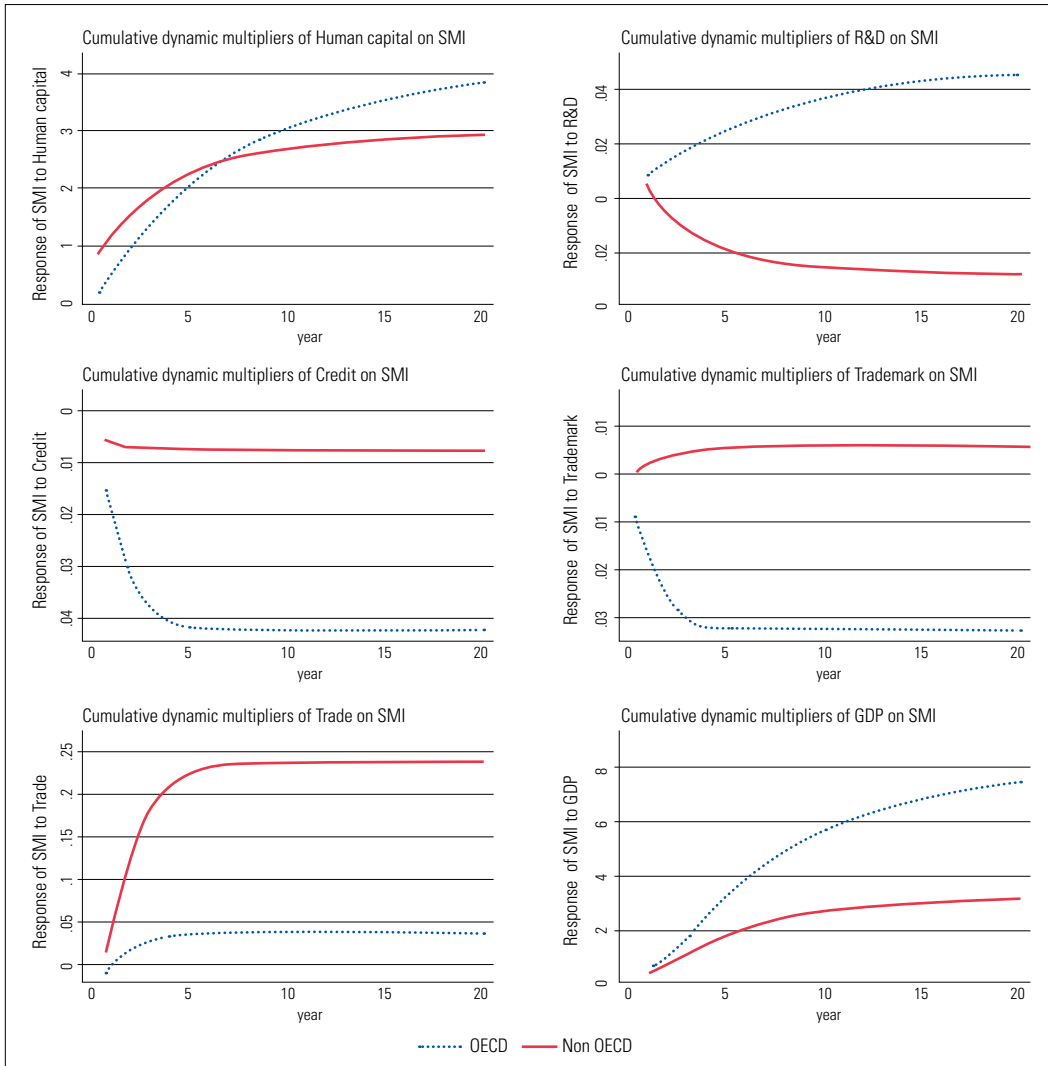 Cumulative dynamic multipliers of Human capital on SMI
Response of SMI to Human capital
4
3
2
1
0
0 5 10 15 20
year
Cumulative dynamic multipliers of R&D on SMI
Response of SMI to R&D
.04
.02
0
.02
0
0 5 10 15 20
year
Cumulative dynamic multipliers of Credit on SMI
Response of SMI to Credit
0
.01
.02
.03
.04
0 5 10 15 20
year
Cumulative dynamic multipliers of Trademark on SMI
Response of SMI to Trademark
.01
0
.01
.02
.03
0 5 10 15 20
year
Cumulative dynamic multipliers of Trade on SMI
Response of SMI to Trade
.25
.2
.15
.1
.05
0
0 5 10 15 20
year
Cumulative dynamic multipliers of GDP on SMI
Response of SMI to GDP
8
6
4
2
0
0 5 10 15 20
year
OECD Non OECD